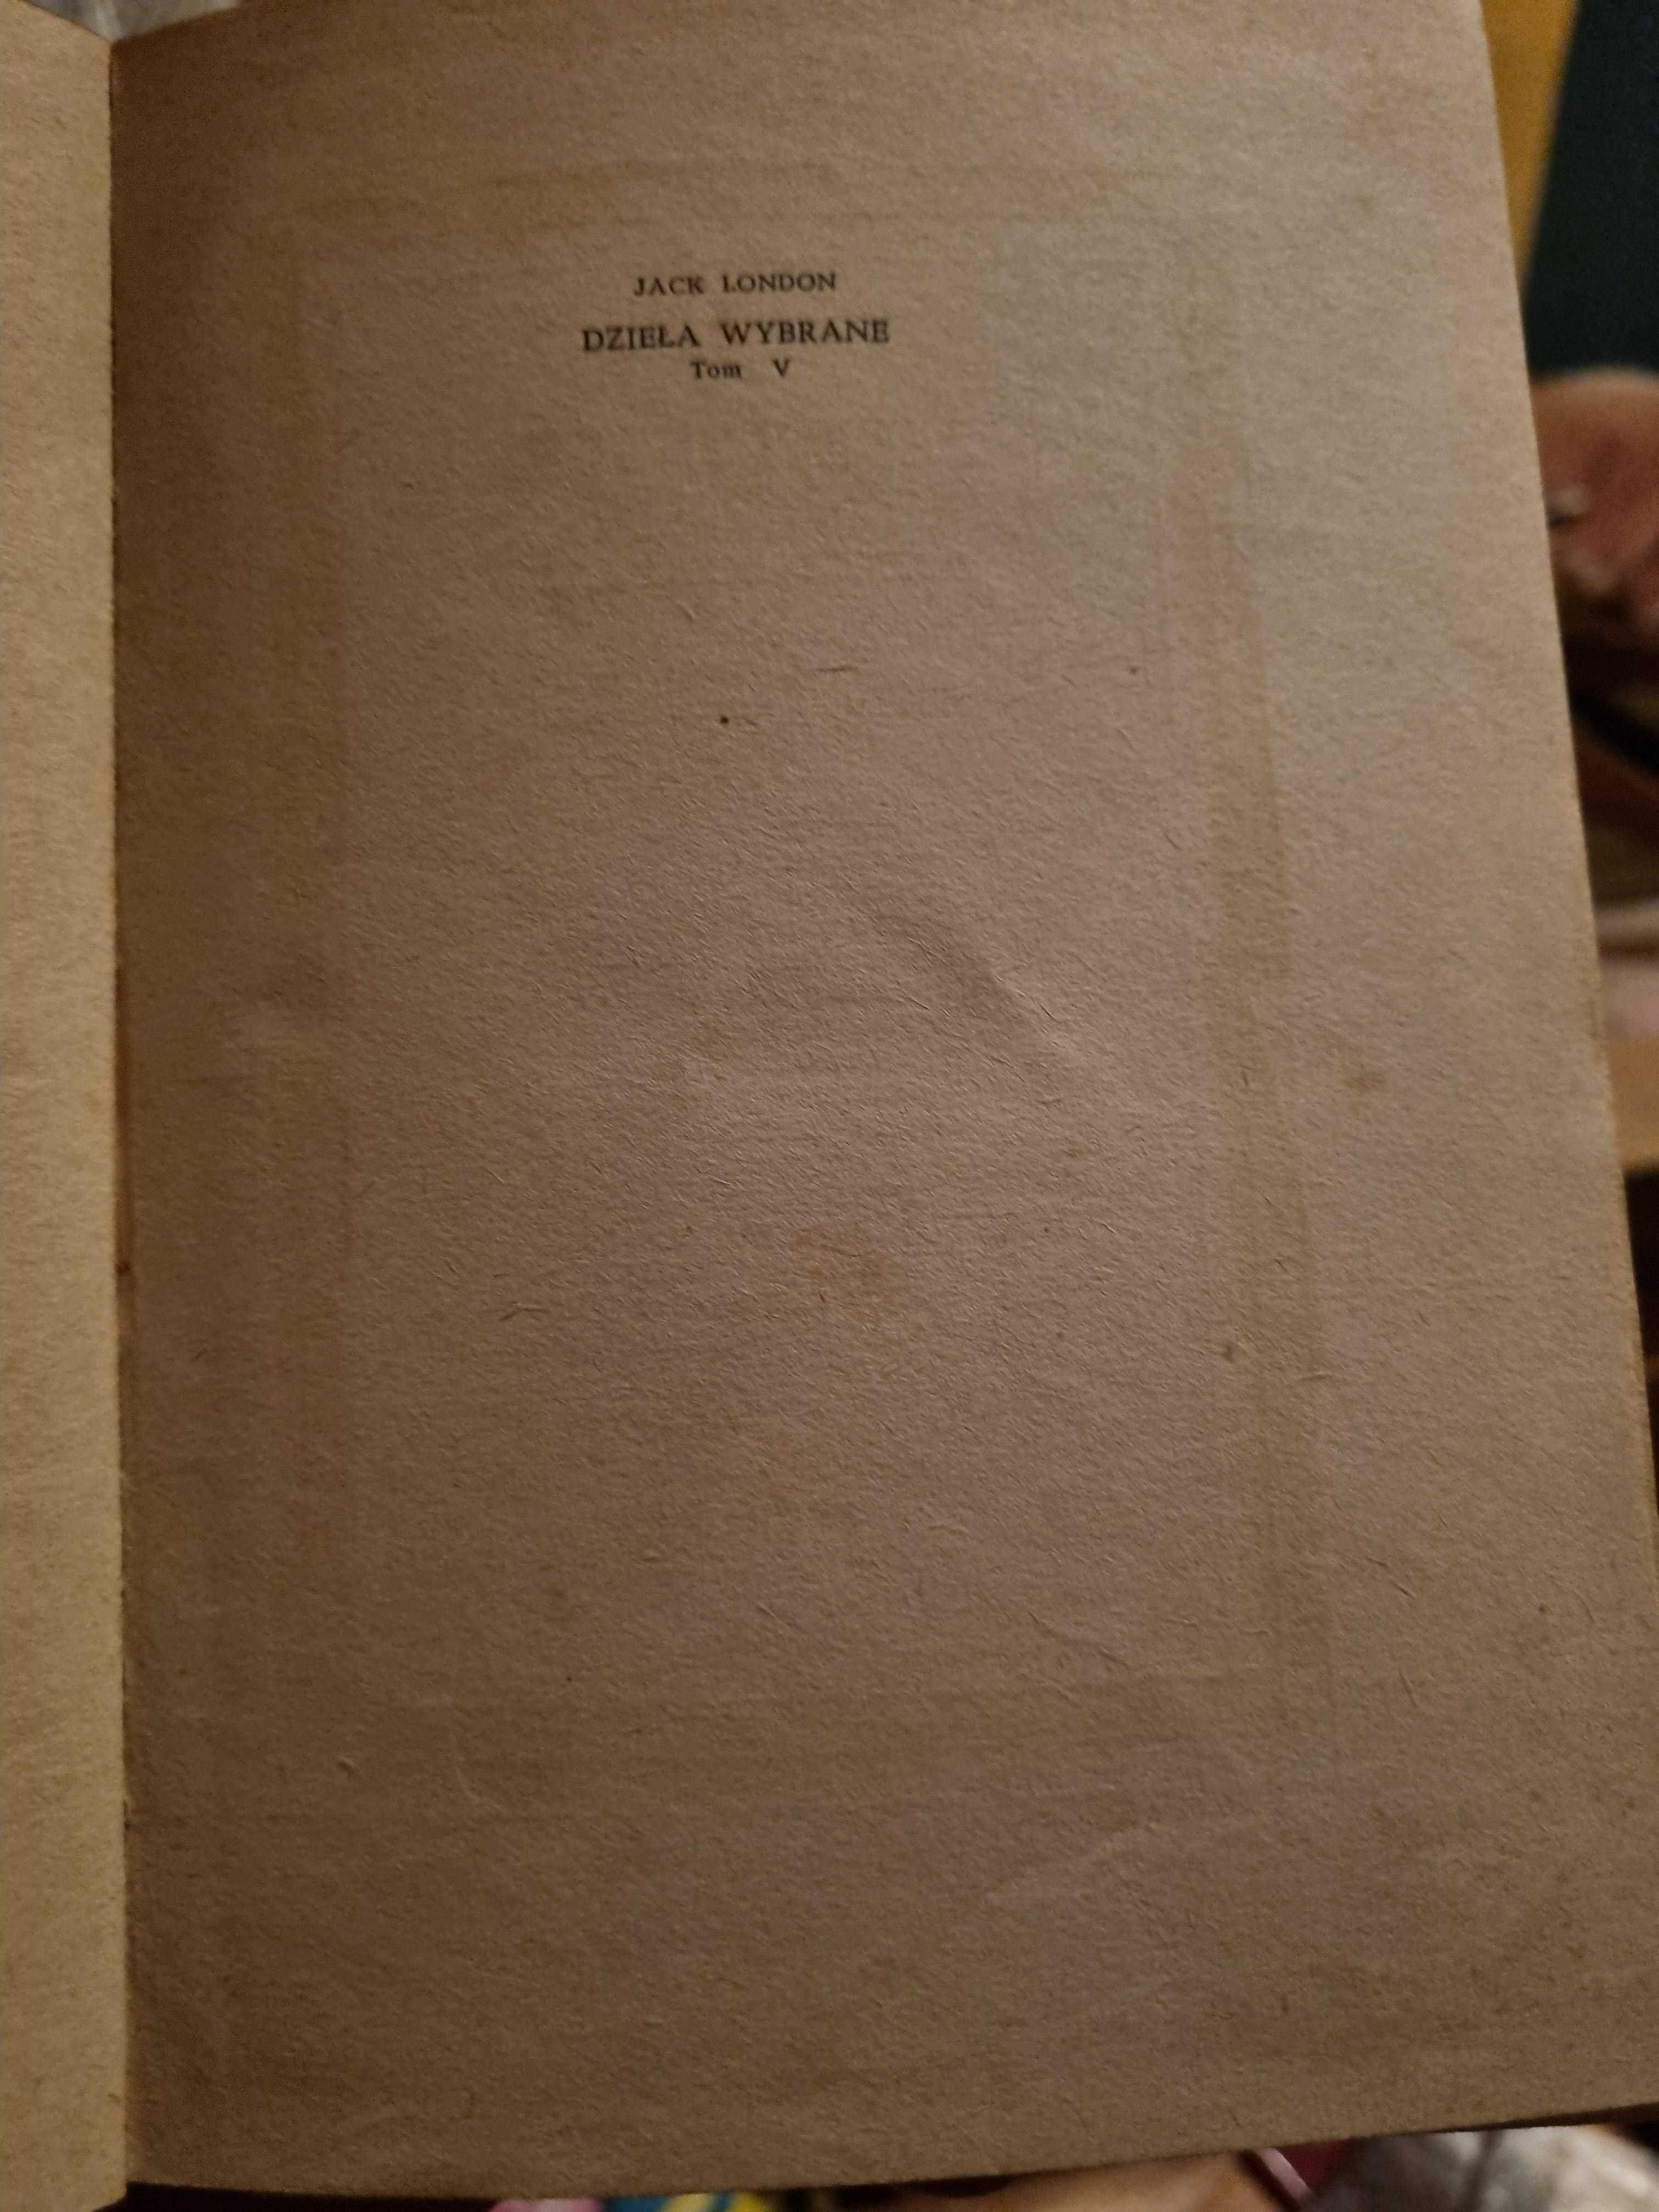 JACK LONDON
DZIEŁA WYBRANE
Tom V